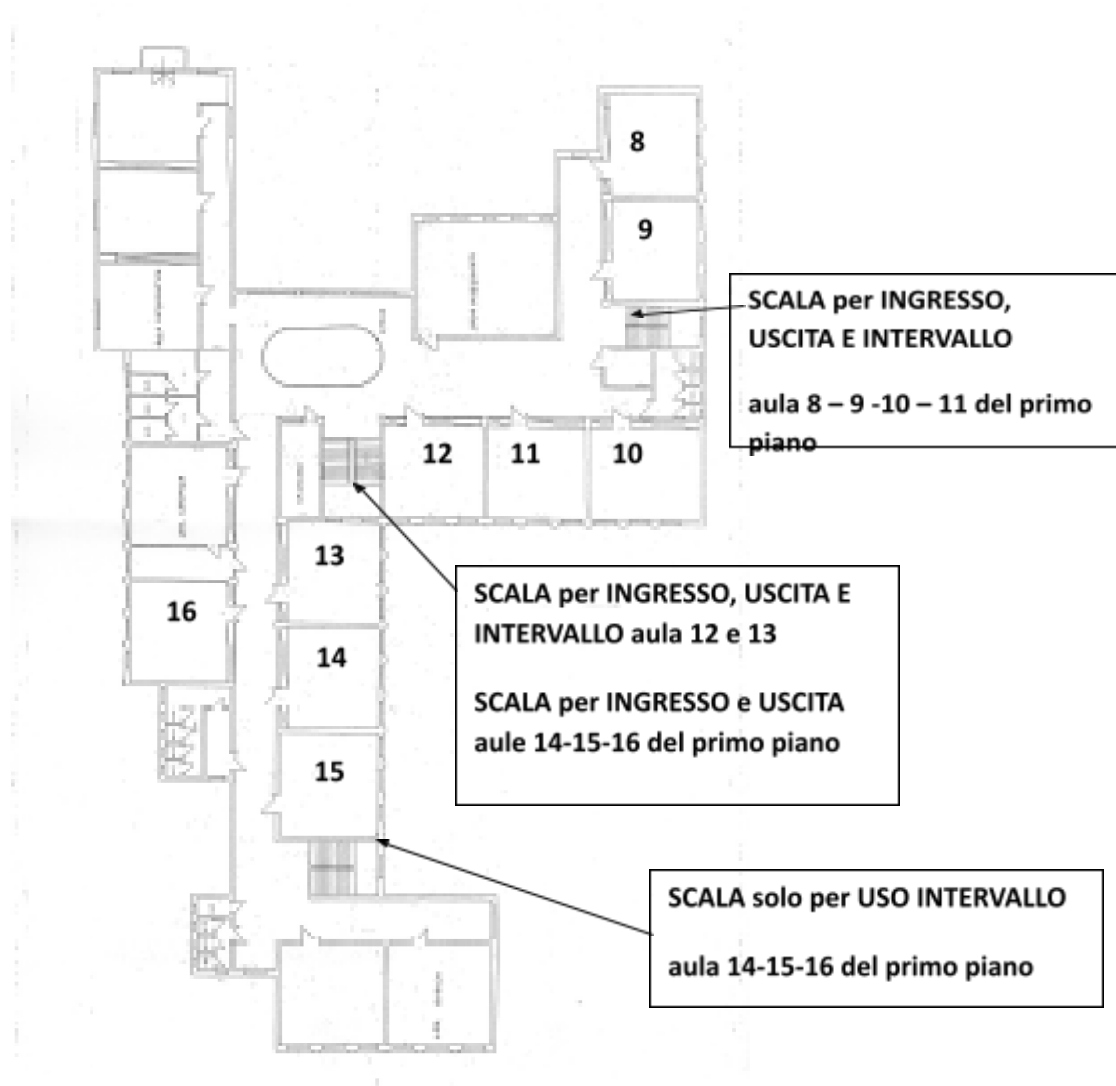 8
9
SCALA per INGRESSO,
USCITA E INTERVALLO
aula 8 – 9 -10 – 11 del primo
piano
12
11
10
13
SCALA per INGRESSO, USCITA E
INTERVALLO aula 12 e 13
16
14
SCALA per INGRESSO e USCITA
aule 14-15-16 del primo piano
15
SCALA solo per USO INTERVALLO
aula 14-15-16 del primo piano